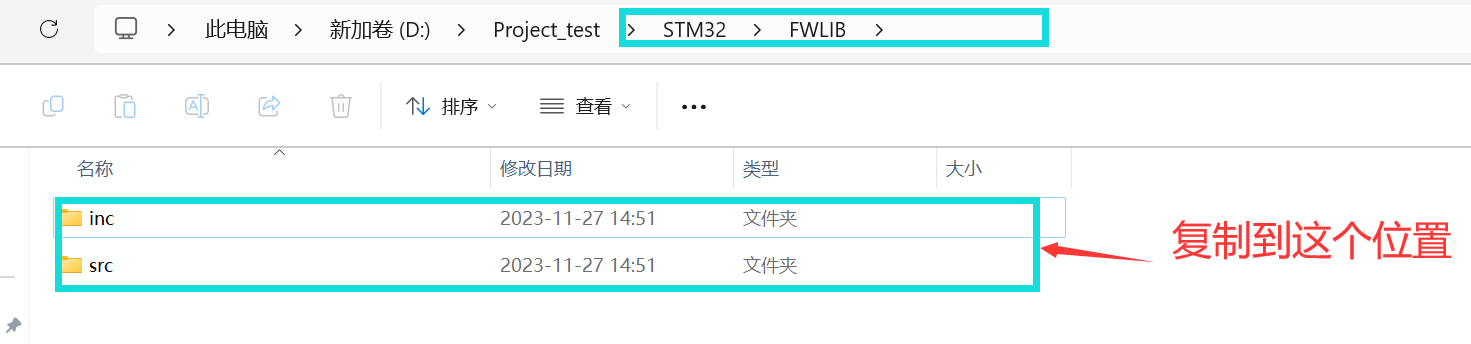 此电脑 > 新加卷 (D:) > Project_test > STM32 > FWLIB >
排序 查看 •••
名称 修改日期 类型 大小
inc 2023-11-27 14:51 文件夹
src 2023-11-27 14:51 文件夹
复制到这个位置